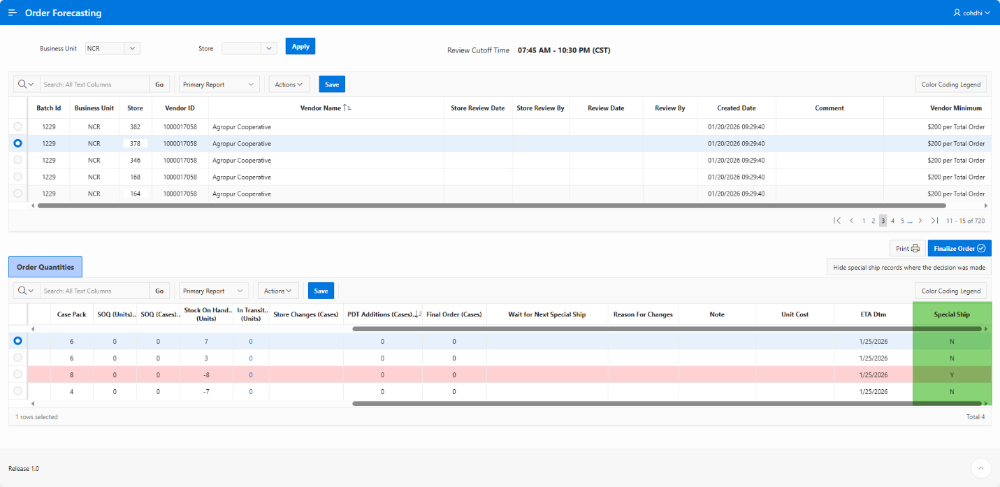 Order Forecasting
cohdhi
Business Unit NCR Store Apply Review Cutoff Time 07:45 AM - 10:30 PM (CST)
Search: All Text Columns Go Primary Report Actions Save Color Coding Legend
Batch Id Business Unit Store Vendor ID Vendor Name Store Review Date Store Review By Review Date Review By Created Date Comment Vendor Minimum
1229 NCR 382 1000017058 Agropur Cooperative 01/20/2026 09:29:40 $200 per Total Order
1229 NCR 378 1000017058 Agropur Cooperative 01/20/2026 09:29:40 $200 per Total Order
1229 NCR 346 1000017058 Agropur Cooperative 01/20/2026 09:29:40 $200 per Total Order
1229 NCR 168 1000017058 Agropur Cooperative 01/20/2026 09:29:40 $200 per Total Order
1229 NCR 164 1000017058 Agropur Cooperative 01/20/2026 09:29:40 $200 per Total Order
1 2 3 4 5 ... 11 - 15 of 720
Print Finalize Order
Order Quantities Hide special ship records where the decision was made
Search: All Text Columns Go Primary Report Actions Save Color Coding Legend
Case Pack SOQ (Units).. SOQ (Cases).. Stock On Hand.. (Units) In Transit.. (Units) Store Changes (Cases) PDT Additions (Cases).. Final Order (Cases) Wait for Next Special Ship Reason For Changes Note Unit Cost ETA Dtm Special Ship
6 0 0 7 0 0 0 1/25/2026 N
6 0 0 3 0 0 0 1/25/2026 N
8 0 0 -8 0 0 0 1/25/2026 Y
4 0 0 -7 0 0 0 1/25/2026 N
1 rows selected Total 4
Release 1.0